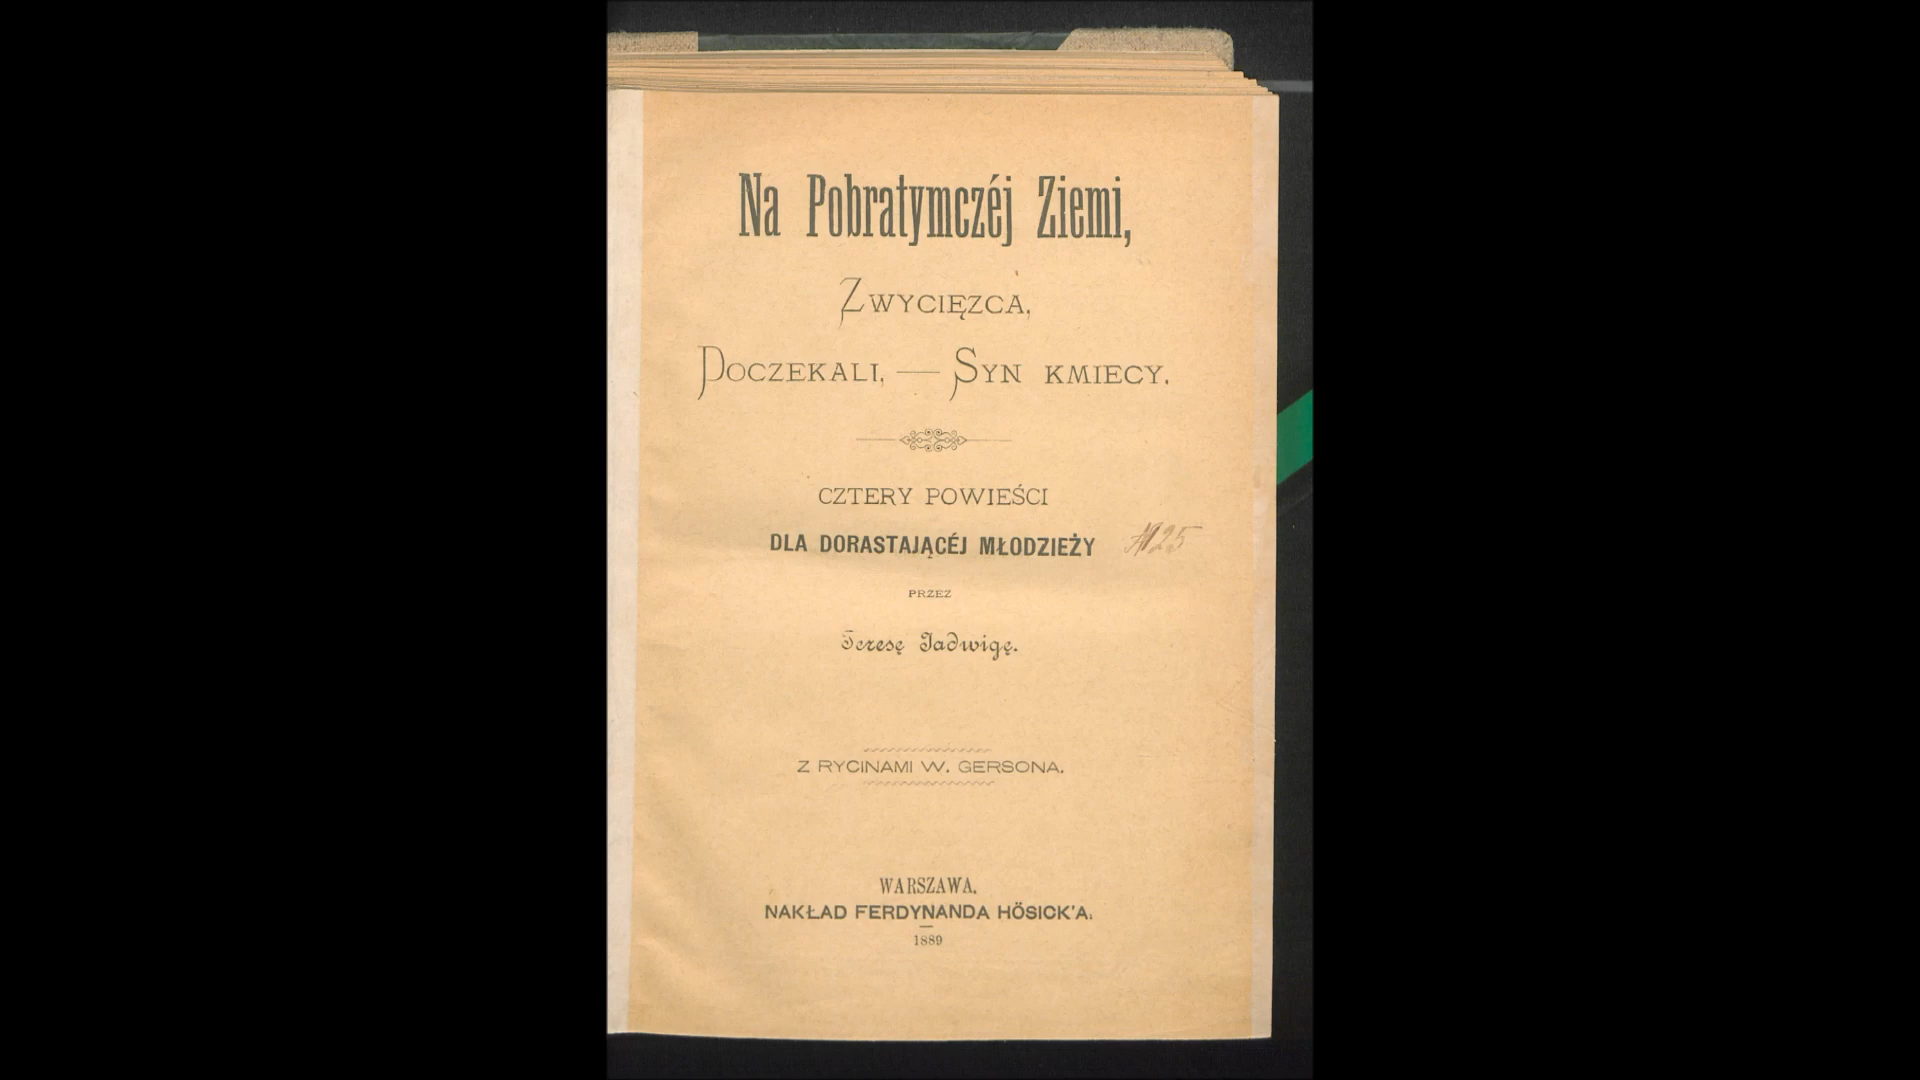 Na Pobratymczéj Ziemi,
Zwycięzca,
Doczekali, — Syn kmiecy.
CZTERY POWIEŚCI
DLA DORASTAJĄCÉJ MŁODZIEŻY
PRZEZ
Teresę Jadwigę.
Z RYCINAMI W. GERSONA.
WARSZAWA.
NAKŁAD FERDYNANDA HÖSICK'A.
1889